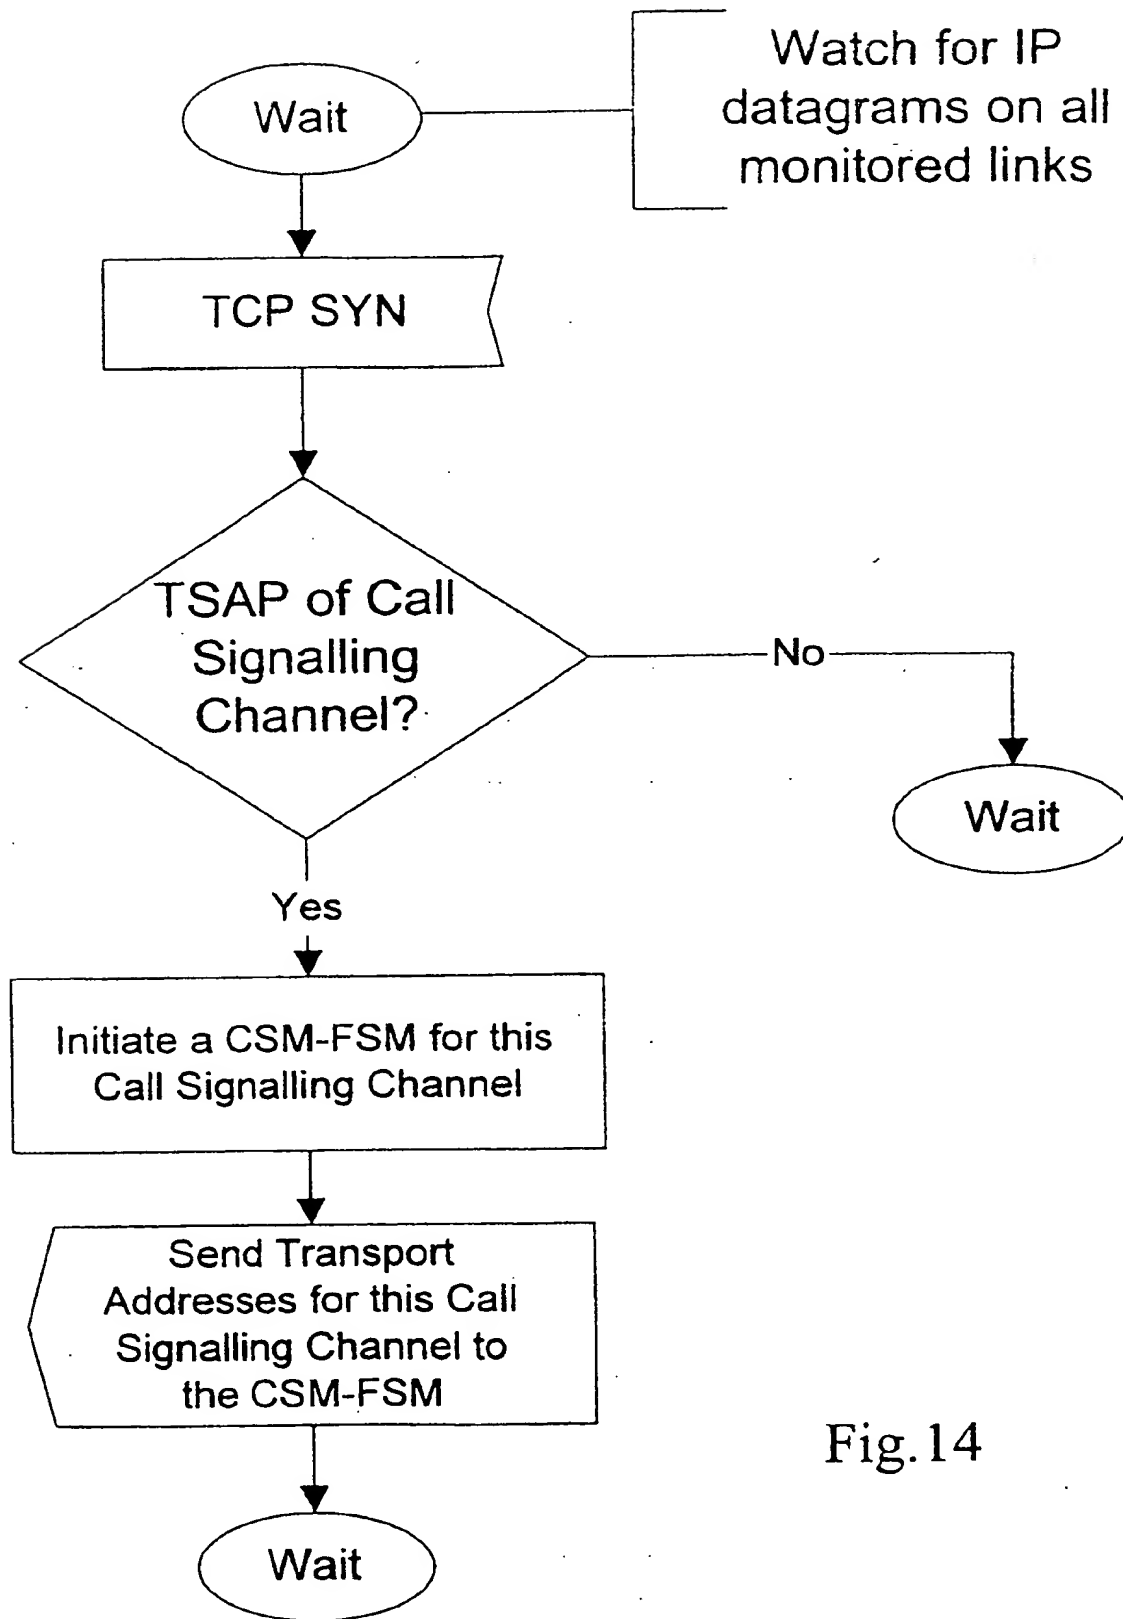 Wait
Watch for IP
datagrams on all
monitored links
TCP SYN
TSAP of Call
Signalling
Channel?
No
Wait
Yes
Initiate a CSM-FSM for this
Call Signalling Channel
Send Transport
Addresses for this Call
Signalling Channel to
the CSM-FSM
Wait
Fig.14